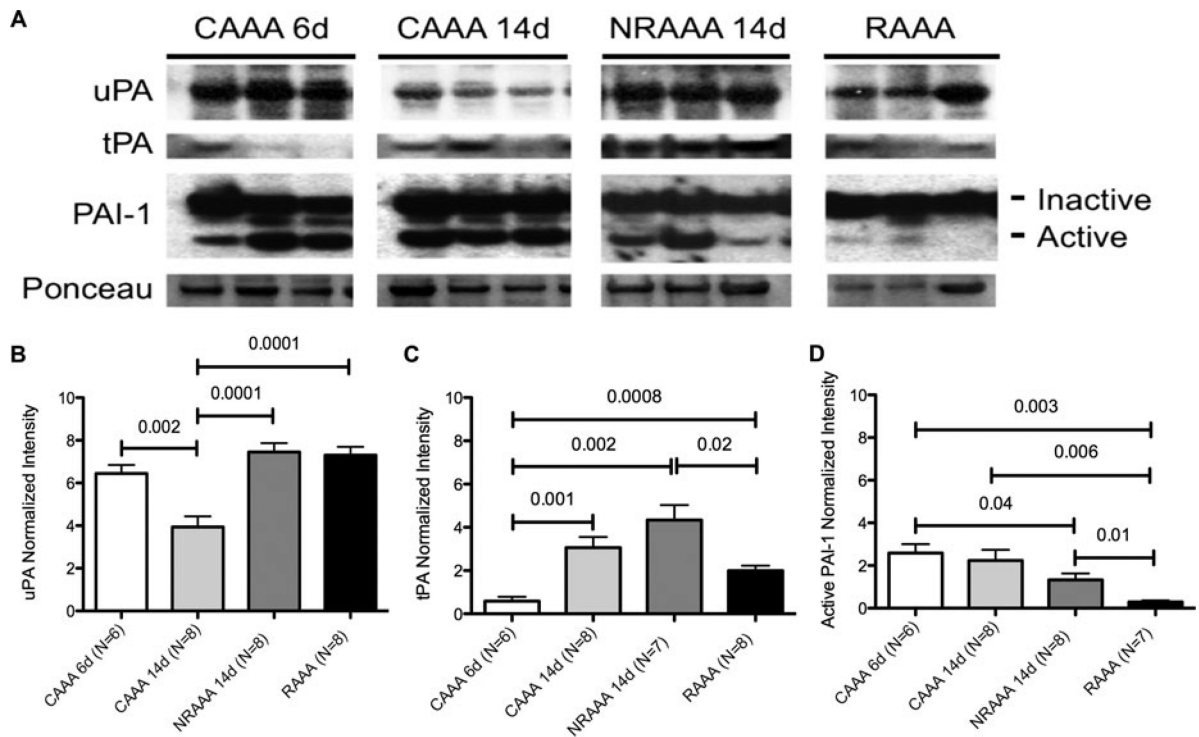 A
CAAA 6d CAAA 14d NRAAA 14d RAAA
uPA
tPA
PAI-1
- Inactive
- Active
Ponceau
B
0.0001
0.0001
0.002
10
8
6
4
2
0
uPA Normalized Intensity
CAAA 6d (N=6)
CAAA 14d (N=8)
NRAAA 14d (N=8)
RAAA (N=8)
C
0.0008
0.002
0.02
0.001
10
8
6
4
2
0
tPA Normalized Intensity
CAAA 6d (N=6)
CAAA 14d (N=8)
NRAAA 14d (N=7)
RAAA (N=8)
D
0.003
0.006
0.04
0.01
10
8
6
4
2
0
Active PAI-1 Normalized Intensity
CAAA 6d (N=6)
CAAA 14d (N=8)
NRAAA 14d (N=8)
RAAA (N=7)